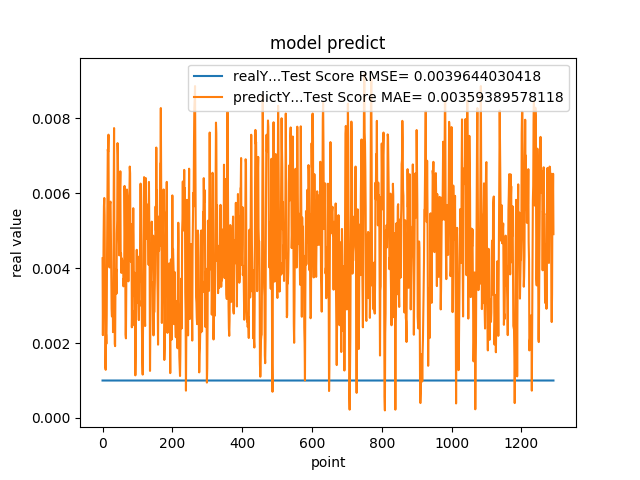 model predict
realY...Test Score RMSE= 0.0039644030418
predictY...Test Score MAE= 0.00359389578118
0.008
0.006
0.004
0.002
0.000
real value
0 200 400 600 800 1000 1200
point